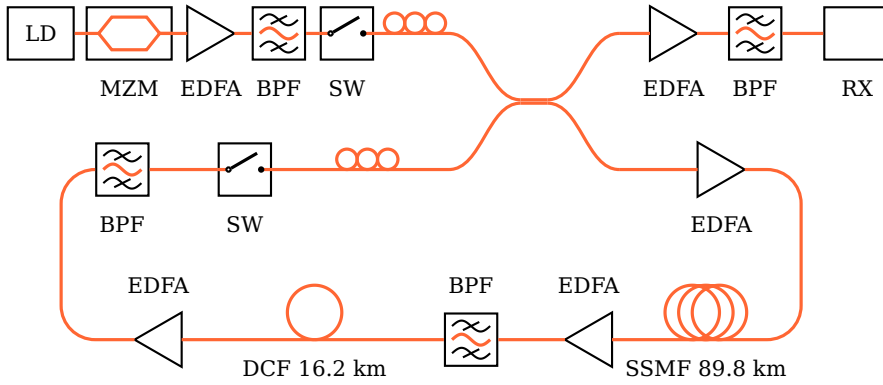 LD
MZM
EDFA
BPF
SW
EDFA
BPF
RX
BPF
SW
EDFA
EDFA
BPF
EDFA
DCF 16.2 km
SSMF 89.8 km